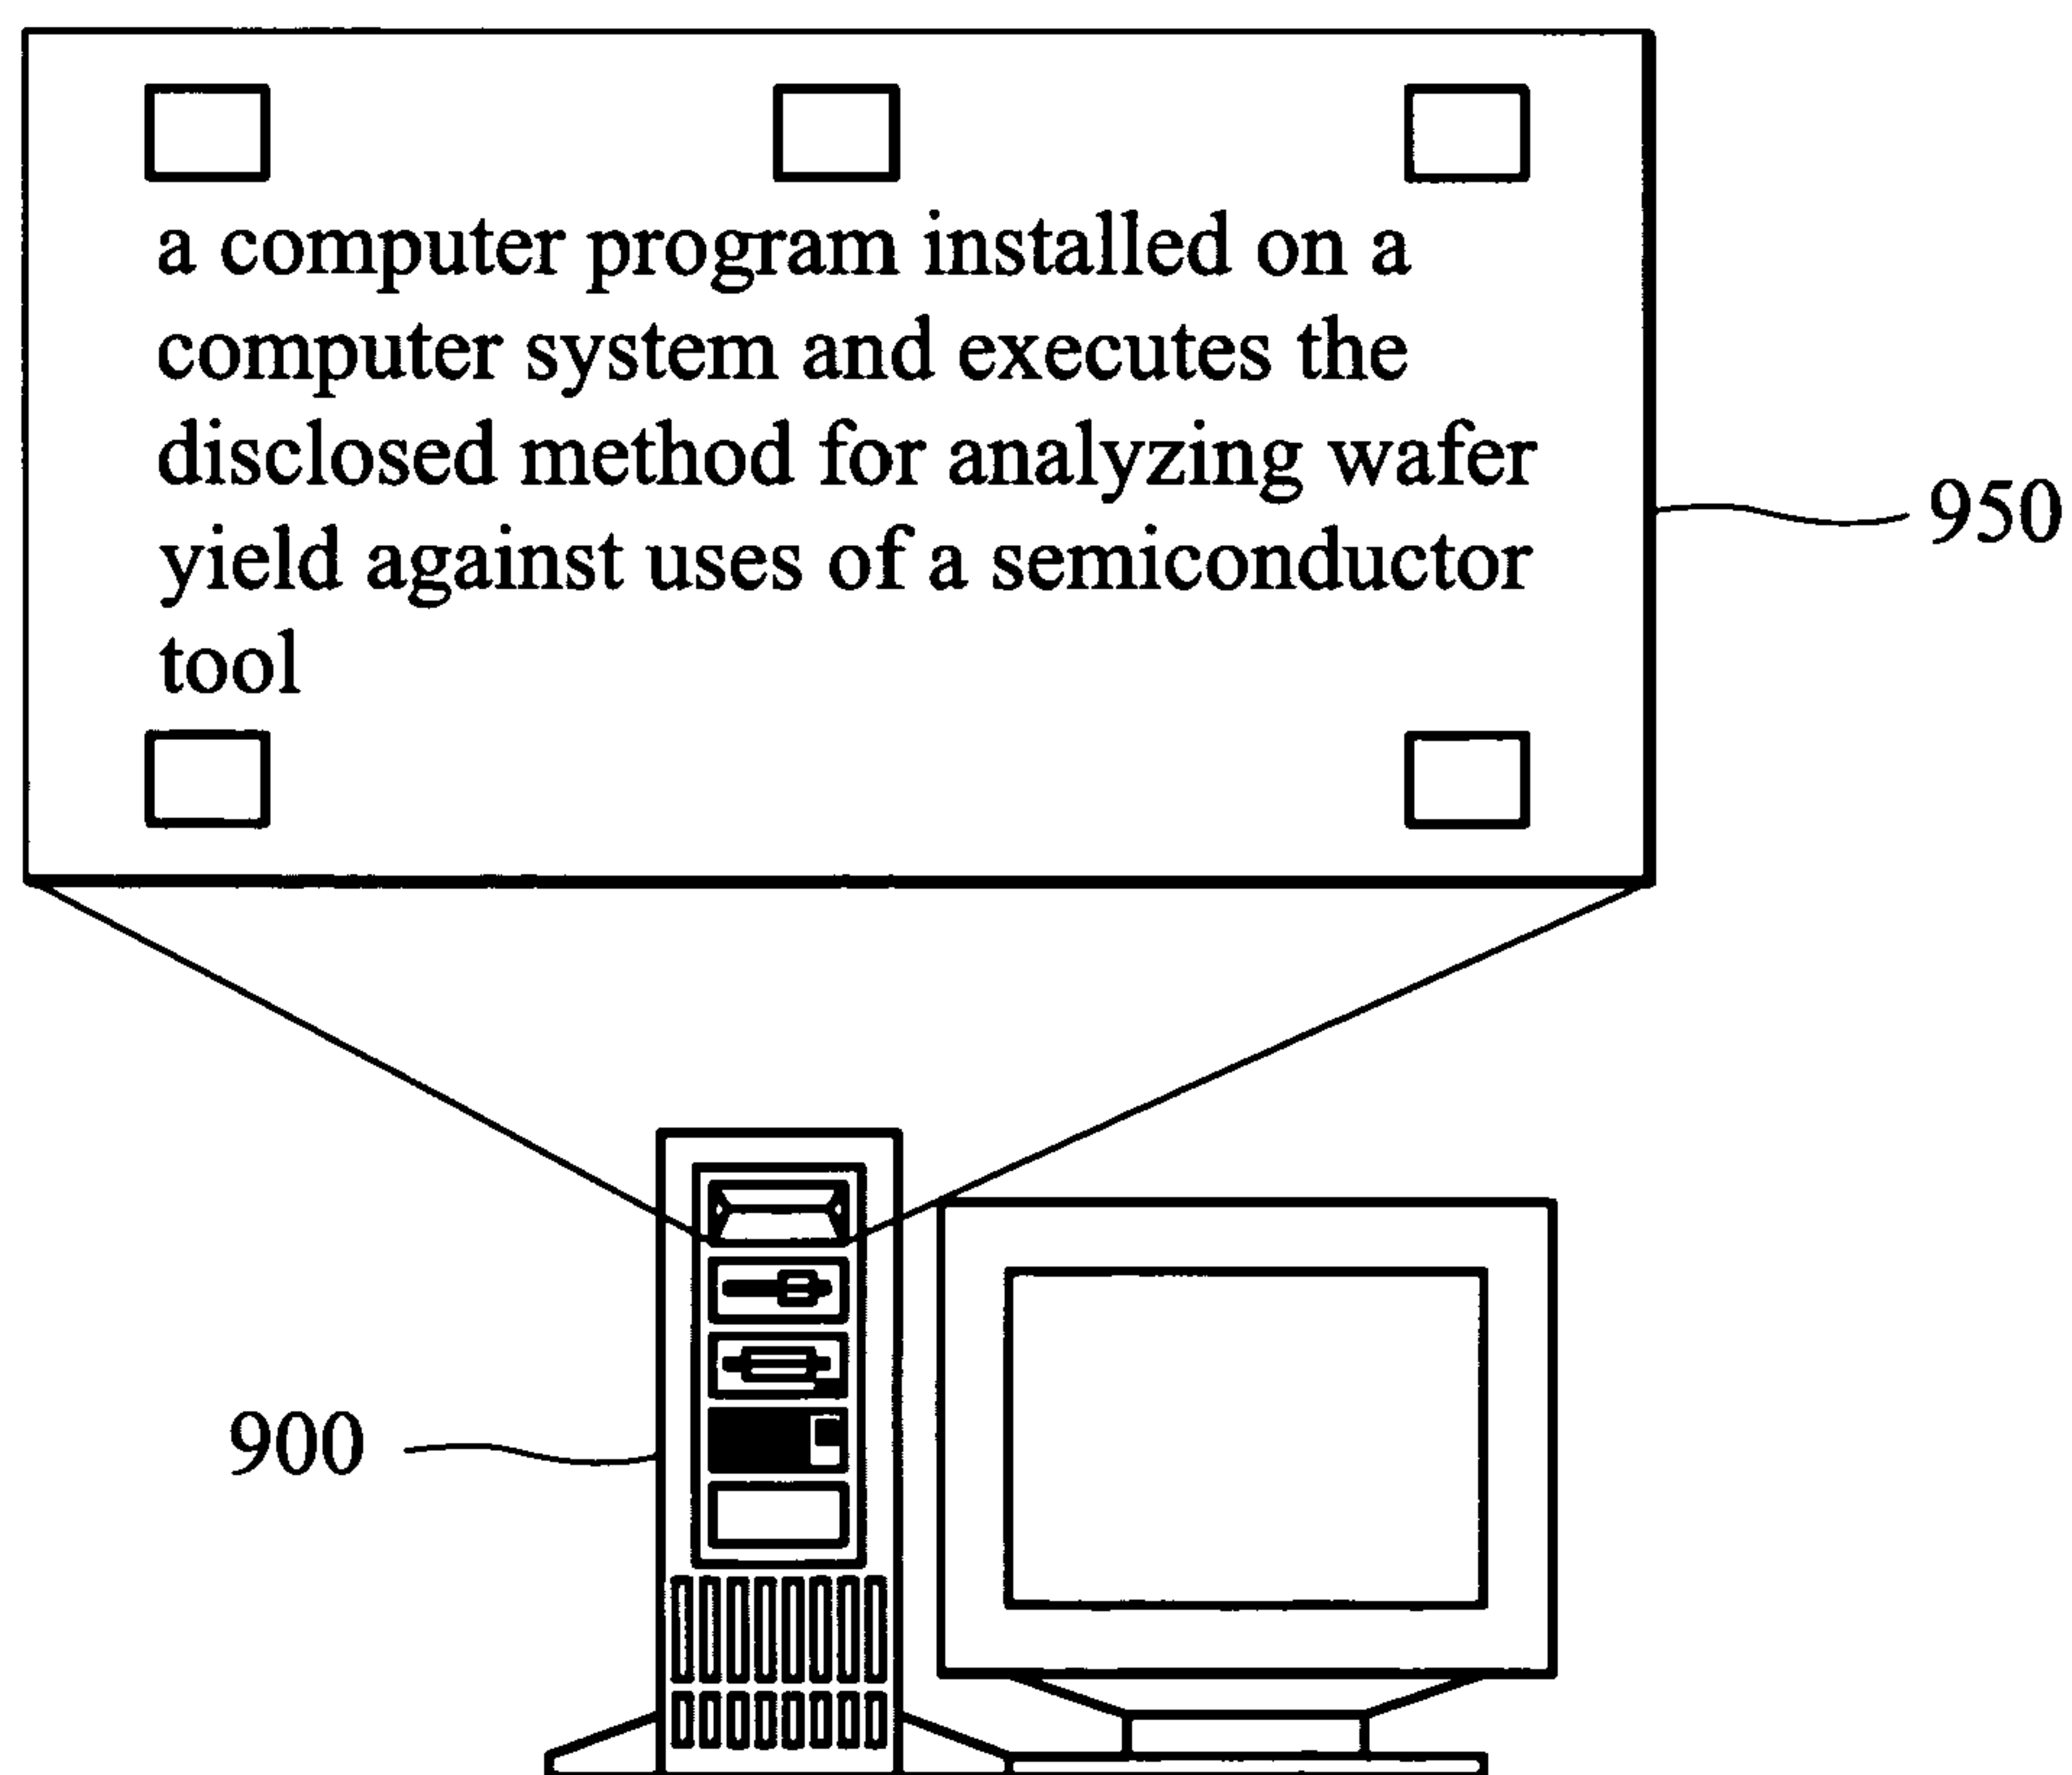 a computer program installed on a
computer system and executes the
disclosed method for analyzing wafer
yield against uses of a semiconductor
tool
950
900